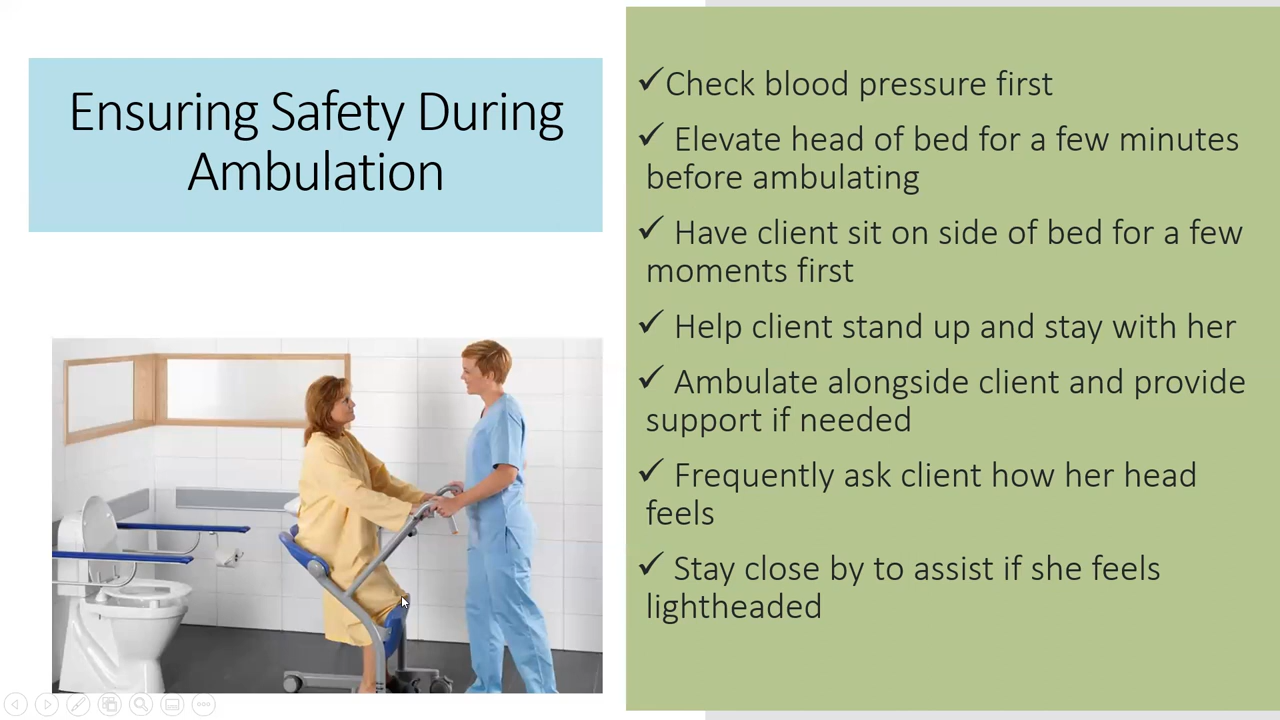 Ensuring Safety During
Ambulation
✓Check blood pressure first
✓ Elevate head of bed for a few minutes
before ambulating
✓ Have client sit on side of bed for a few
moments first
✓ Help client stand up and stay with her
✓ Ambulate alongside client and provide
support if needed
✓ Frequently ask client how her head
feels
✓ Stay close by to assist if she feels
lightheaded